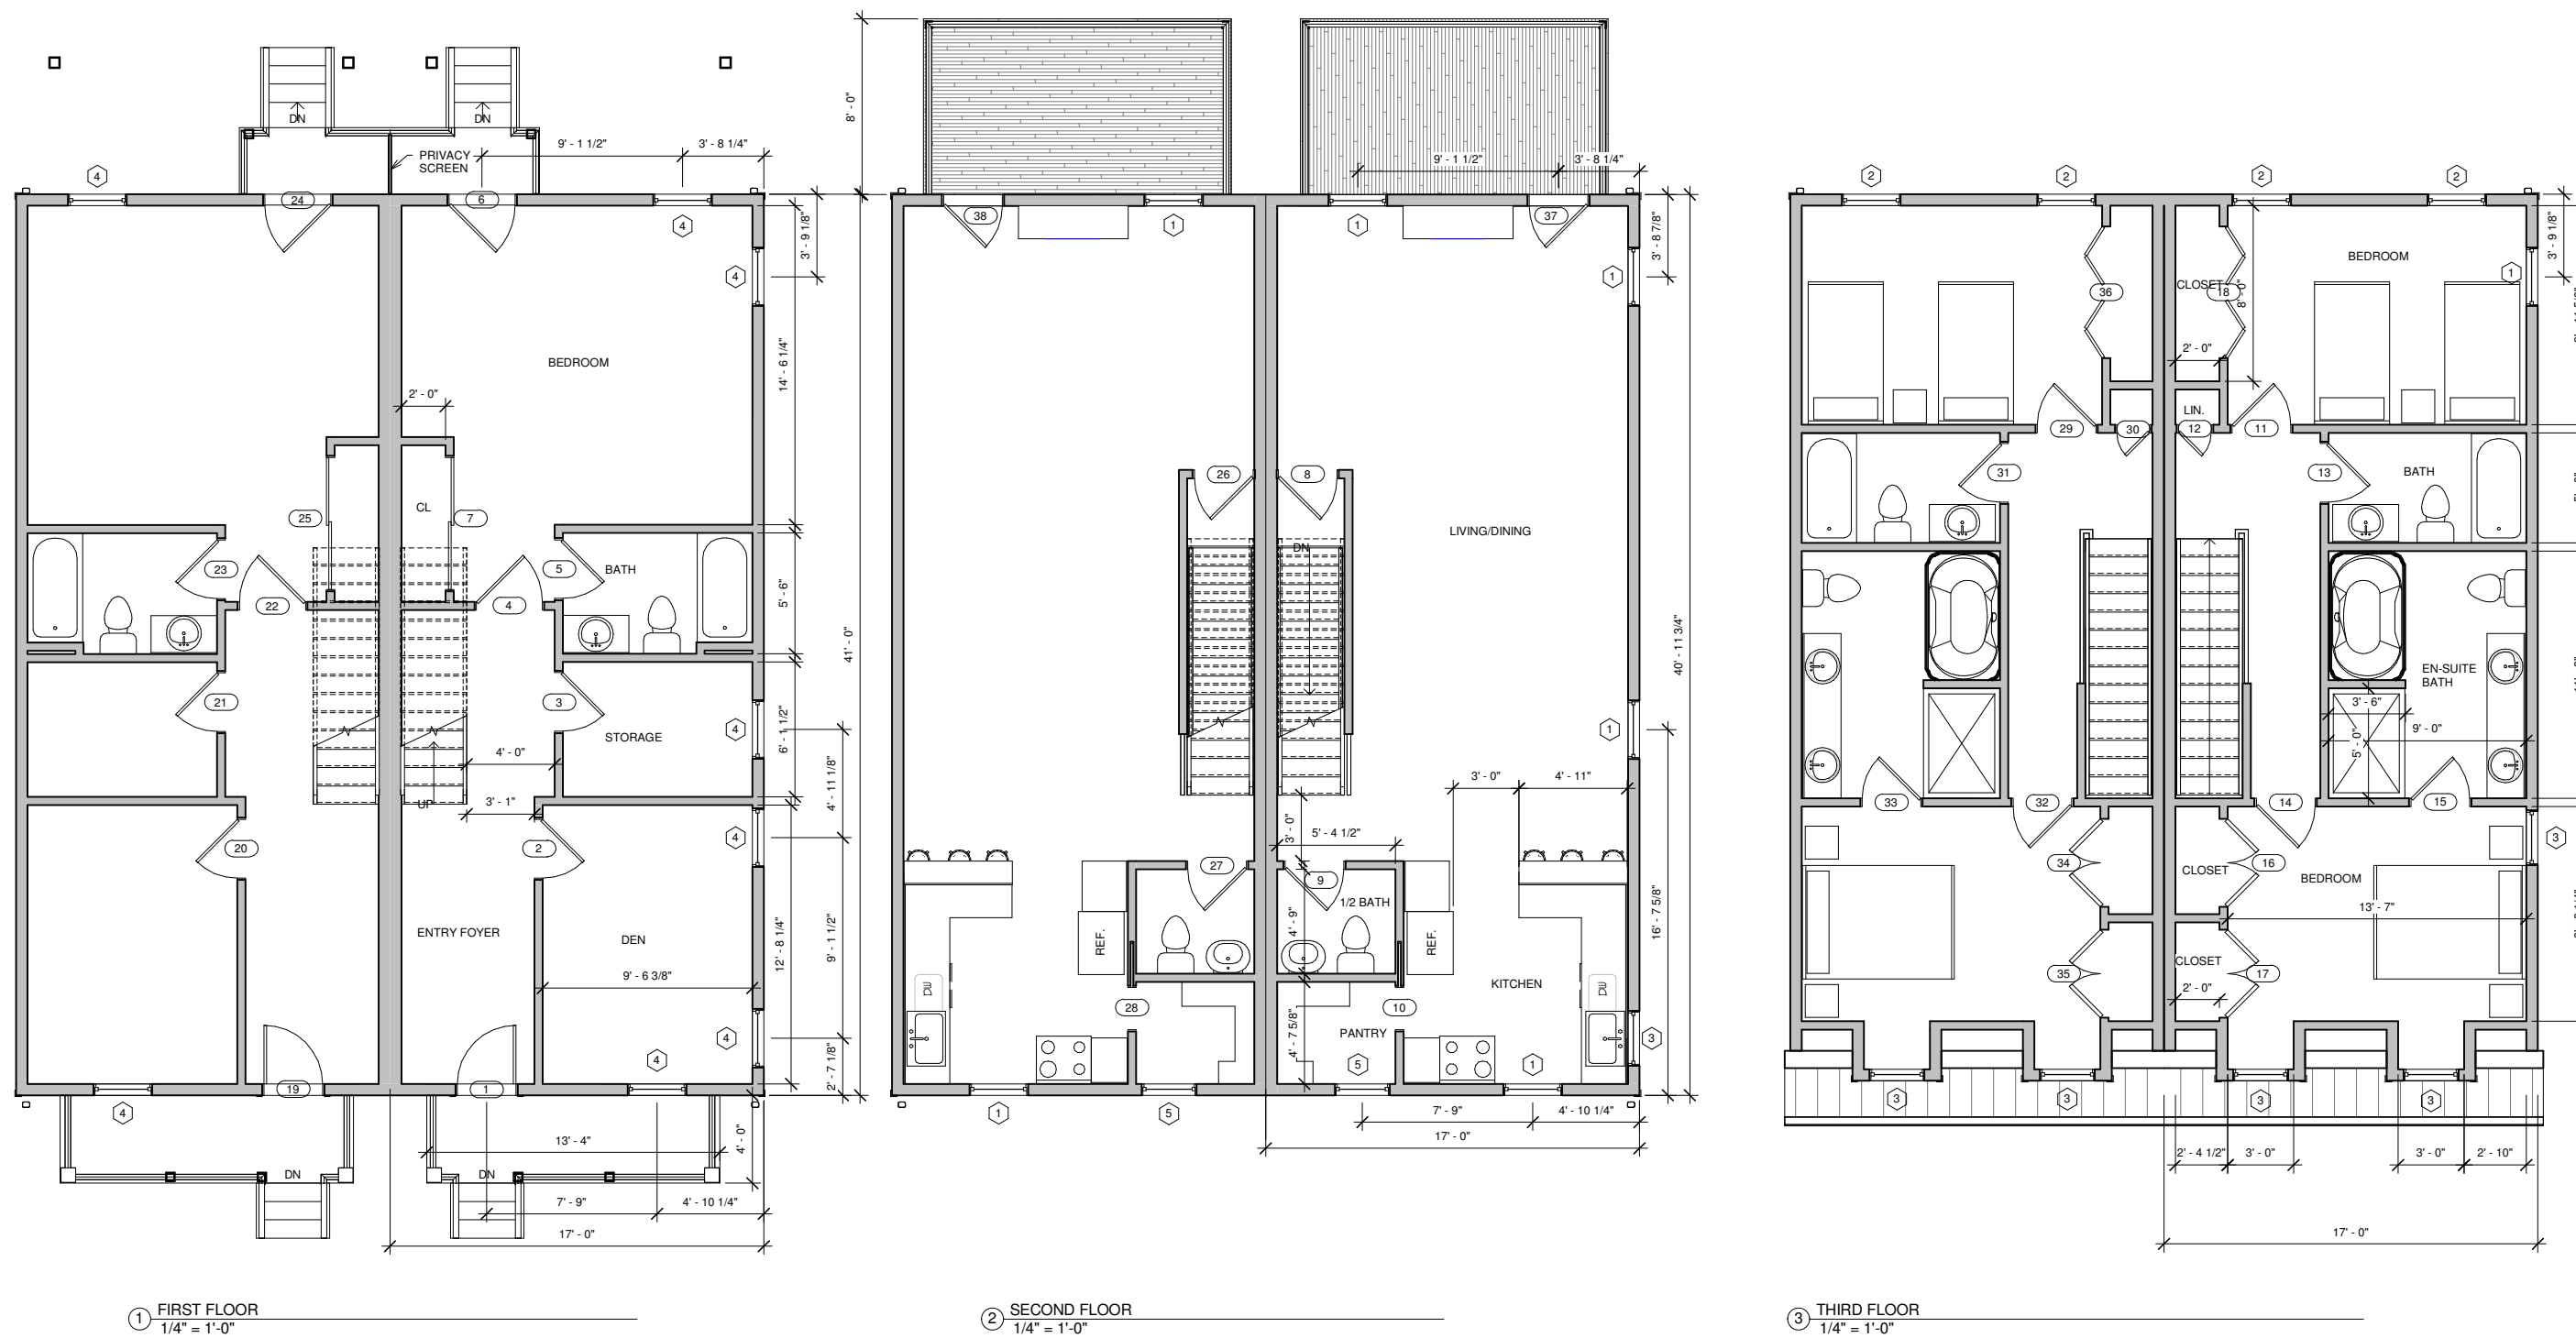 DN
DN
PRIVACY
SCREEN
9' - 1 1/2"
3' - 8 1/4"
4
24
6
4
3' - 9 1/8"
4
BEDROOM
14' - 6 1/4"
2' - 0"
CL
25
7
23
22
4
5
BATH
5' - 6"
41' - 0"
21
3
STORAGE
4
6' - 1 1/2"
4' - 0"
3' - 1"
UP
4' - 11 1/8"
20
2
4
ENTRY FOYER
DEN
9' - 6 3/8"
12' - 8 1/4"
9' - 1 1/2"
4
4
2' - 7 1/8"
19
1
4
13' - 4"
4' - 0"
DN
DN
7' - 9"
4' - 10 1/4"
17' - 0"
1
FIRST FLOOR
1/4" = 1'-0"
8' - 0"
9' - 1 1/2"
3' - 8 1/4"
38
1
1
37
3' - 8 7/8"
1
26
8
LIVING/DINING
DN
40' - 11 3/4"
1
3' - 0"
4' - 11"
3' - 0"
5' - 4 1/2"
27
9
1/2 BATH
4' - 9"
REF.
REF.
16' - 7 5/8"
DW
KITCHEN
DW
28
10
PANTRY
4' - 7 5/8"
5
1
3
1
5
7' - 9"
4' - 10 1/4"
17' - 0"
2
SECOND FLOOR
1/4" = 1'-0"
2
2
2
2
BEDROOM
3' - 9 1/8"
1
36
CLOSET
18
8' - 0"
2' - 0"
LIN.
29
30
12
11
31
13
BATH
EN-SUITE
BATH
3' - 6"
9' - 0"
5' - 0"
33
32
14
15
3
34
CLOSET
16
BEDROOM
13' - 7"
35
CLOSET
17
2' - 0"
3
3
3
3
2' - 4 1/2"
3' - 0"
3' - 0"
2' - 10"
17' - 0"
3
THIRD FLOOR
1/4" = 1'-0"